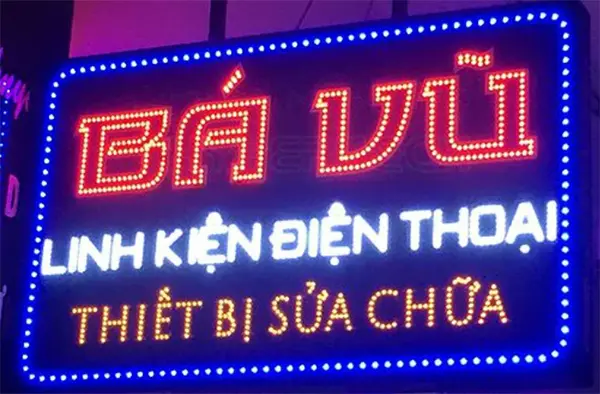 BÁ VŨ
LINH KIỆN ĐIỆN THOẠI
THIẾT BỊ SỬA CHỮA